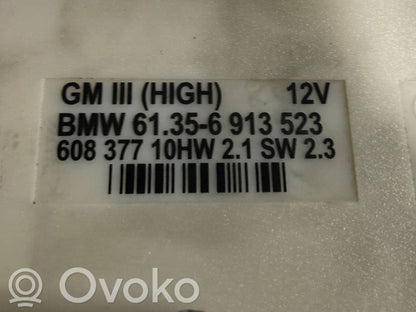 GM III (HIGH) 12V
BMW 61.35-6 913 523
608 377 10HW 2.1 SW 2.3
Ovoko